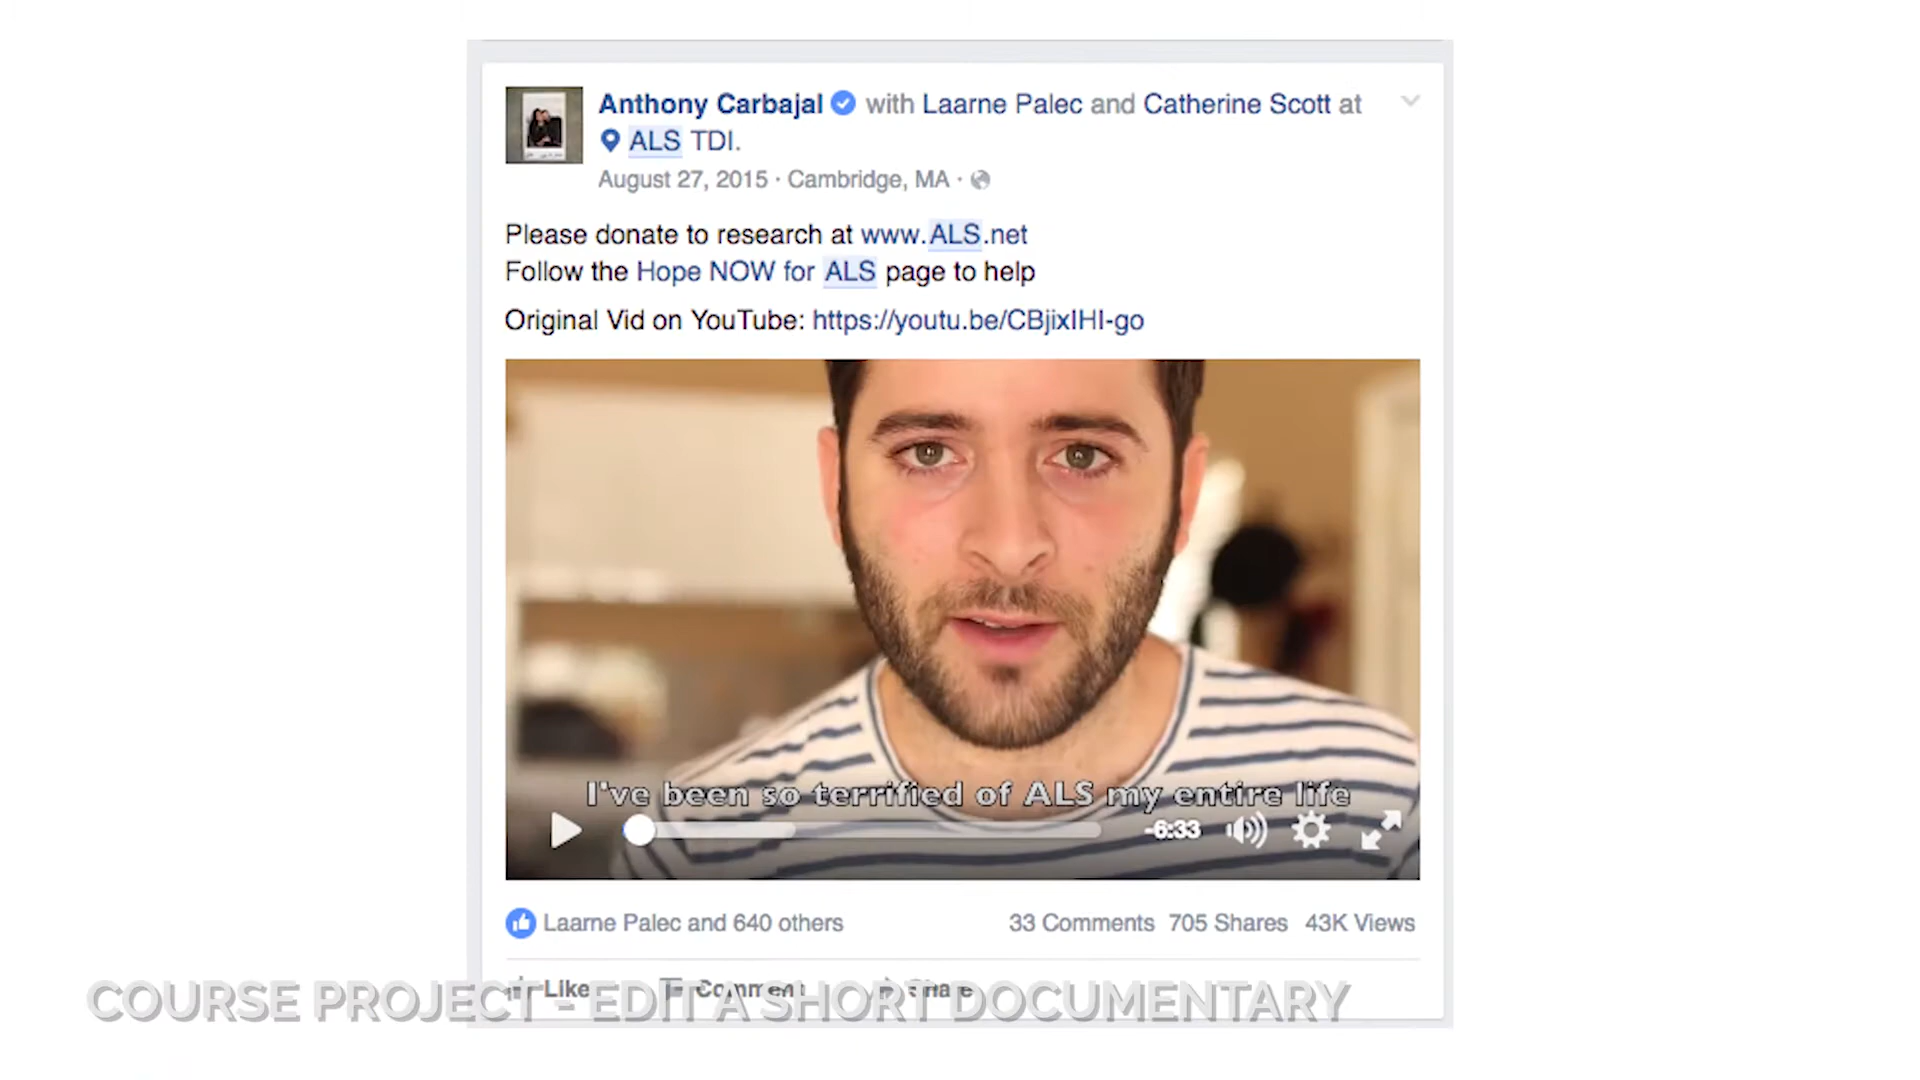 Anthony Carbajal with Laarne Palec and Catherine Scott at
ALS TDI.
August 27, 2015 · Cambridge, MA ·
Please donate to research at www.ALS.net
Follow the Hope NOW for ALS page to help
Original Vid on YouTube: https://youtu.be/CBjixIHI-go
I've been so terrified of ALS my entire life
-6:33
Laarne Palec and 640 others 33 Comments 705 Shares 43K Views
Like Comment Share
COURSE PROJECT - EDIT A SHORT DOCUMENTARY